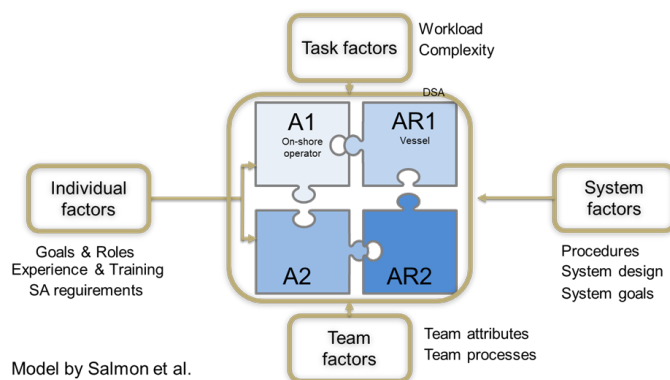 Task factors
Workload
Complexity
DSA
A1
On-shore
operator
AR1
Vessel
Individual
factors
Goals & Roles
Experience & Training
SA reguirements
System
factors
Procedures
System design
System goals
A2
AR2
Team
factors
Team attributes
Team processes
Model by Salmon et al.